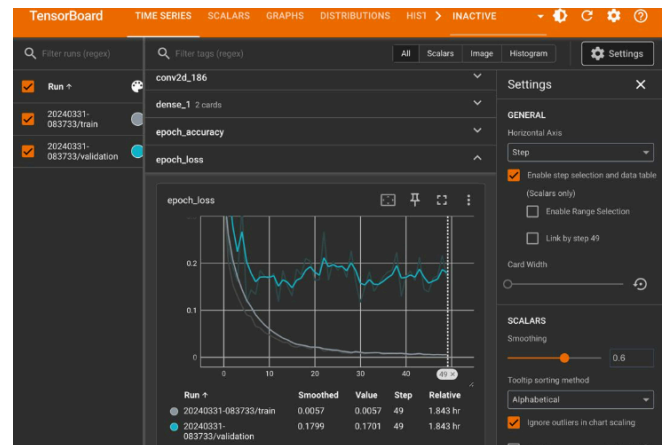 TensorBoard TIME SERIES SCALARS GRAPHS DISTRIBUTIONS HIST INACTIVE
Filter runs (regex)
Filter tags (regex)
All Scalars Image Histogram
Settings
Run
20240331-
083733/train
20240331-
083733/validation
conv2d_186
dense_1 2 cards
epoch_accuracy
epoch_loss
epoch_loss
0.2
0.1
0
0 10 20 30 40 49
Run Smoothed Value Step Relative
20240331-083733/train 0.0057 0.0057 49 1.843 hr
20240331-
083733/validation 0.1799 0.1701 49 1.843 hr
Settings
GENERAL
Horizontal Axis
Step
Enable step selection and data table
(Scalars only)
Enable Range Selection
Link by step 49
Card Width
SCALARS
Smoothing
0.6
Tooltip sorting method
Alphabetical
Ignore outliers in chart scaling